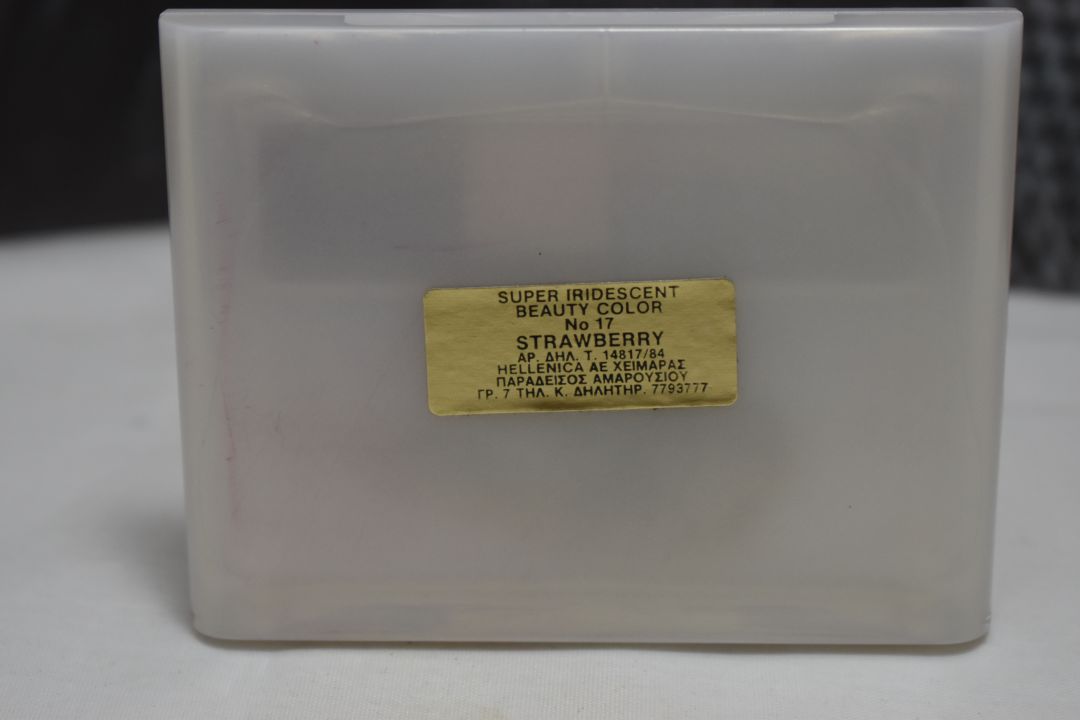 SUPER IRIDESCENT
BEAUTY COLOR
No 17
STRAWBERRY
ΑΡ. ΔΗΛ. Τ. 14817/84
HELLENICA AE ΧΕΙΜΑΡΑΣ
ΠΑΡΑΔΕΙΣΟΣ ΑΜΑΡΟΥΣΙΟΥ
ΓΡ. 7 ΤΗΛ. Κ. ΔΗΛΗΤΗΡ. 7793777